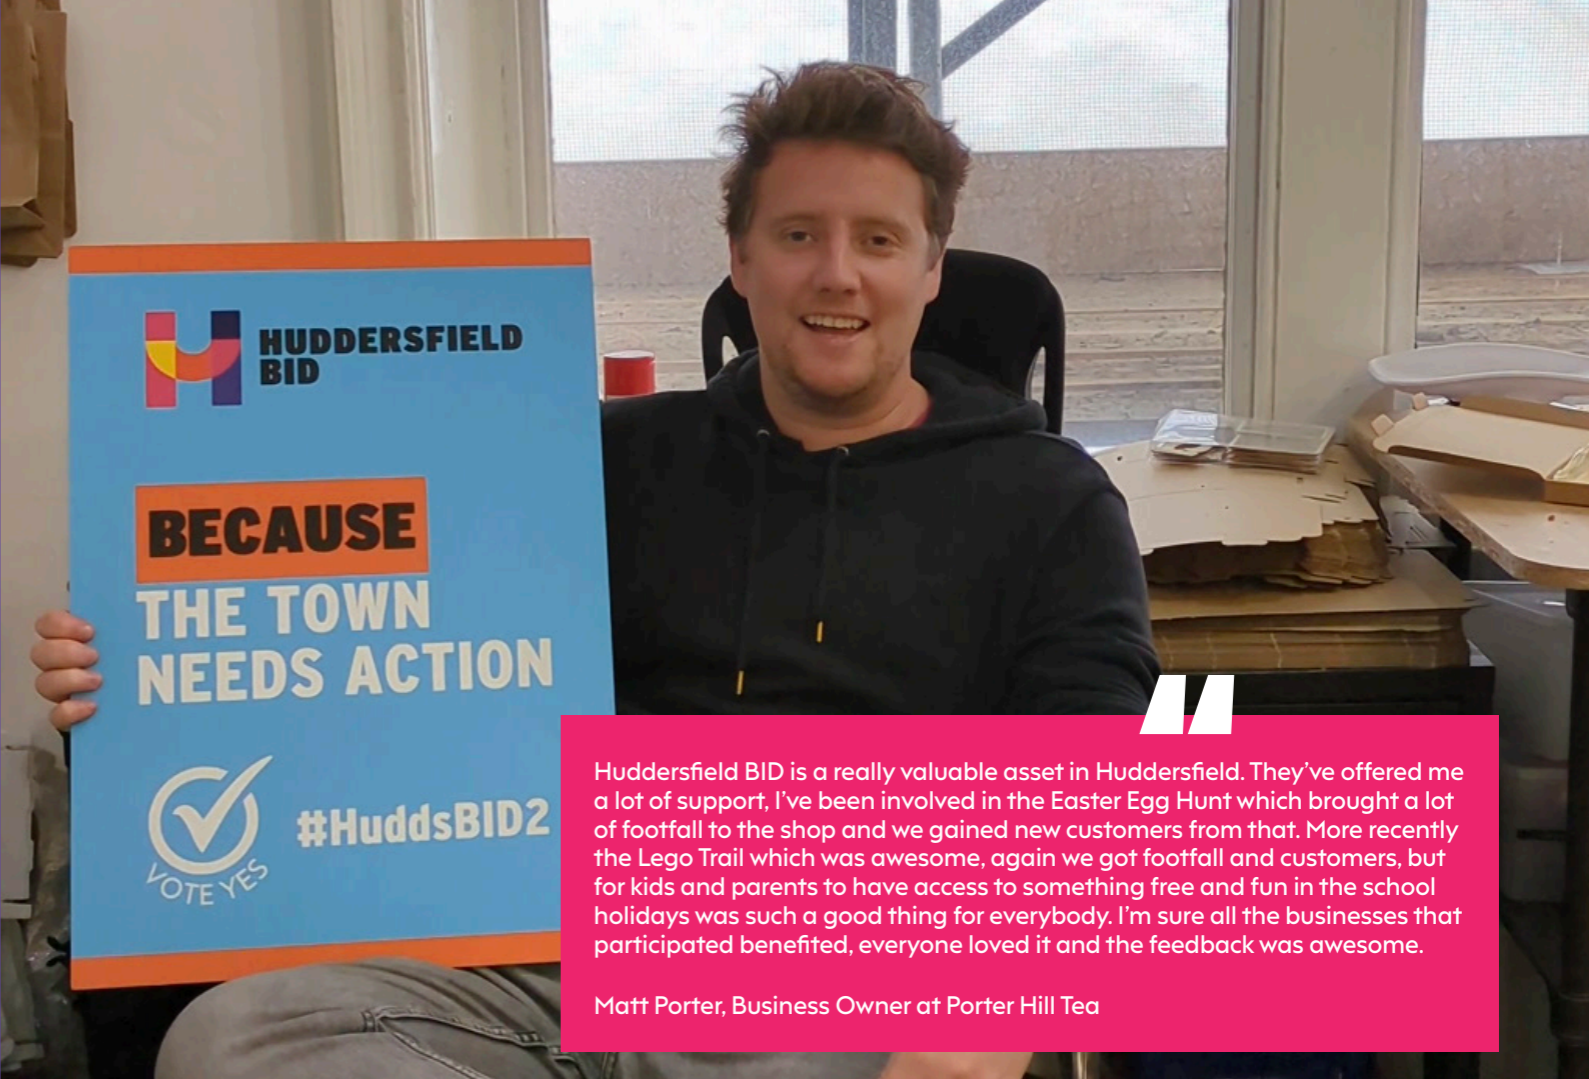 HUDDERSFIELD
BID
BECAUSE
THE TOWN
NEEDS ACTION
VOTE YES
#HuddsBID2
Huddersfield BID is a really valuable asset in Huddersfield. They’ve offered me
a lot of support, I’ve been involved in the Easter Egg Hunt which brought a lot
of footfall to the shop and we gained new customers from that. More recently
the Lego Trail which was awesome, again we got footfall and customers, but
for kids and parents to have access to something free and fun in the school
holidays was such a good thing for everybody. I’m sure all the businesses that
participated benefited, everyone loved it and the feedback was awesome.
Matt Porter, Business Owner at Porter Hill Tea